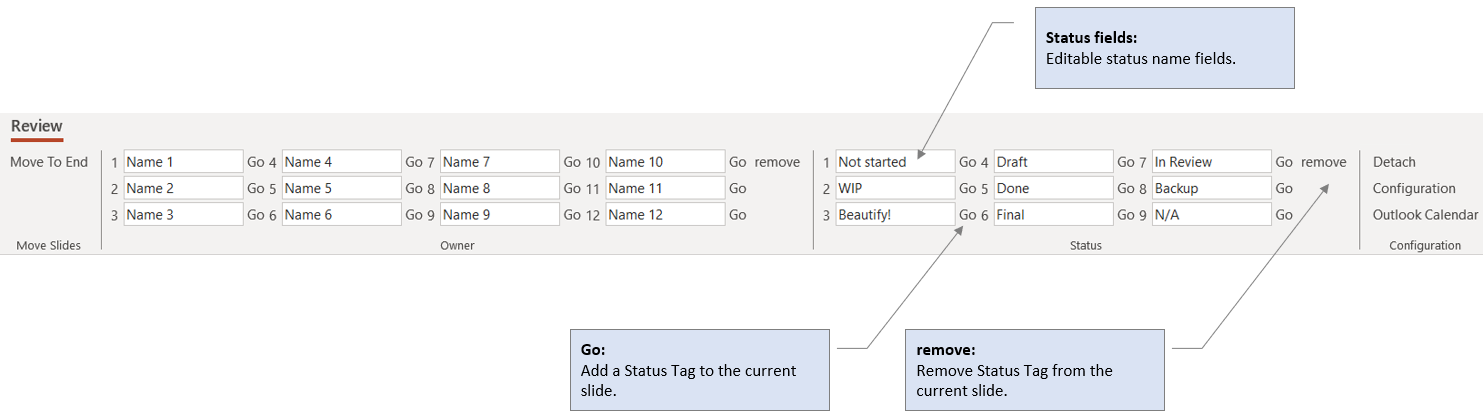 Status fields:
Editable status name fields.
Review
Move To End 1 Name 1 Go 4 Name 4 Go 7 Name 7 Go 10 Name 10 Go remove 1 Not started Go 4 Draft Go 7 In Review Go remove Detach
2 Name 2 Go 5 Name 5 Go 8 Name 8 Go 11 Name 11 Go 2 WIP Go 5 Done Go 8 Backup Go Configuration
3 Name 3 Go 6 Name 6 Go 9 Name 9 Go 12 Name 12 Go 3 Beautify! Go 6 Final Go 9 N/A Go Outlook Calendar
Move Slides Owner Status Configuration
Go:
Add a Status Tag to the current
slide.
remove:
Remove Status Tag from the
current slide.